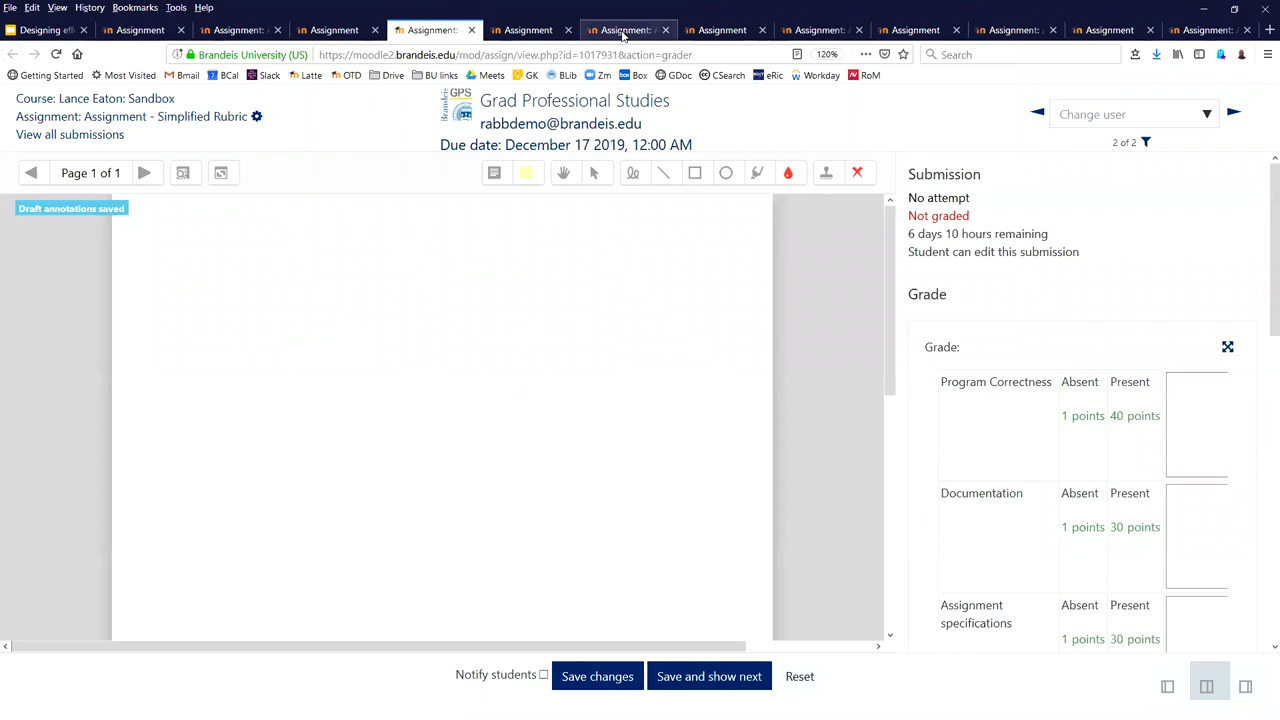 File Edit View History Bookmarks Tools Help
Designing eff
Assignment
Assignment: A
Assignment
Assignment:
Assignment
Assignment: A
Assignment
Assignment: A
Assignment
Assignment: A
Assignment
Assignment: A
Brandeis University (US)
https://moodle2.brandeis.edu/mod/assign/view.php?id=1017931&action=grader
120%
Search
Getting Started Most Visited Bmail BCal Slack Latte OTD Drive BU links Meets GK BLib Zm Box GDoc CSearch eRic Workday RoM
Course: Lance Eaton: Sandbox
Assignment: Assignment - Simplified Rubric
View all submissions
Brandeis GPS
Grad Professional Studies
rabbdemo@brandeis.edu
Due date: December 17 2019, 12:00 AM
Change user
2 of 2
Page 1 of 1
Draft annotations saved
Submission
No attempt
Not graded
6 days 10 hours remaining
Student can edit this submission
Grade
Grade:
Program Correctness Absent Present
1 points 40 points
Documentation Absent Present
1 points 30 points
Assignment specifications Absent Present
1 points 30 points
Notify students
Save changes
Save and show next
Reset